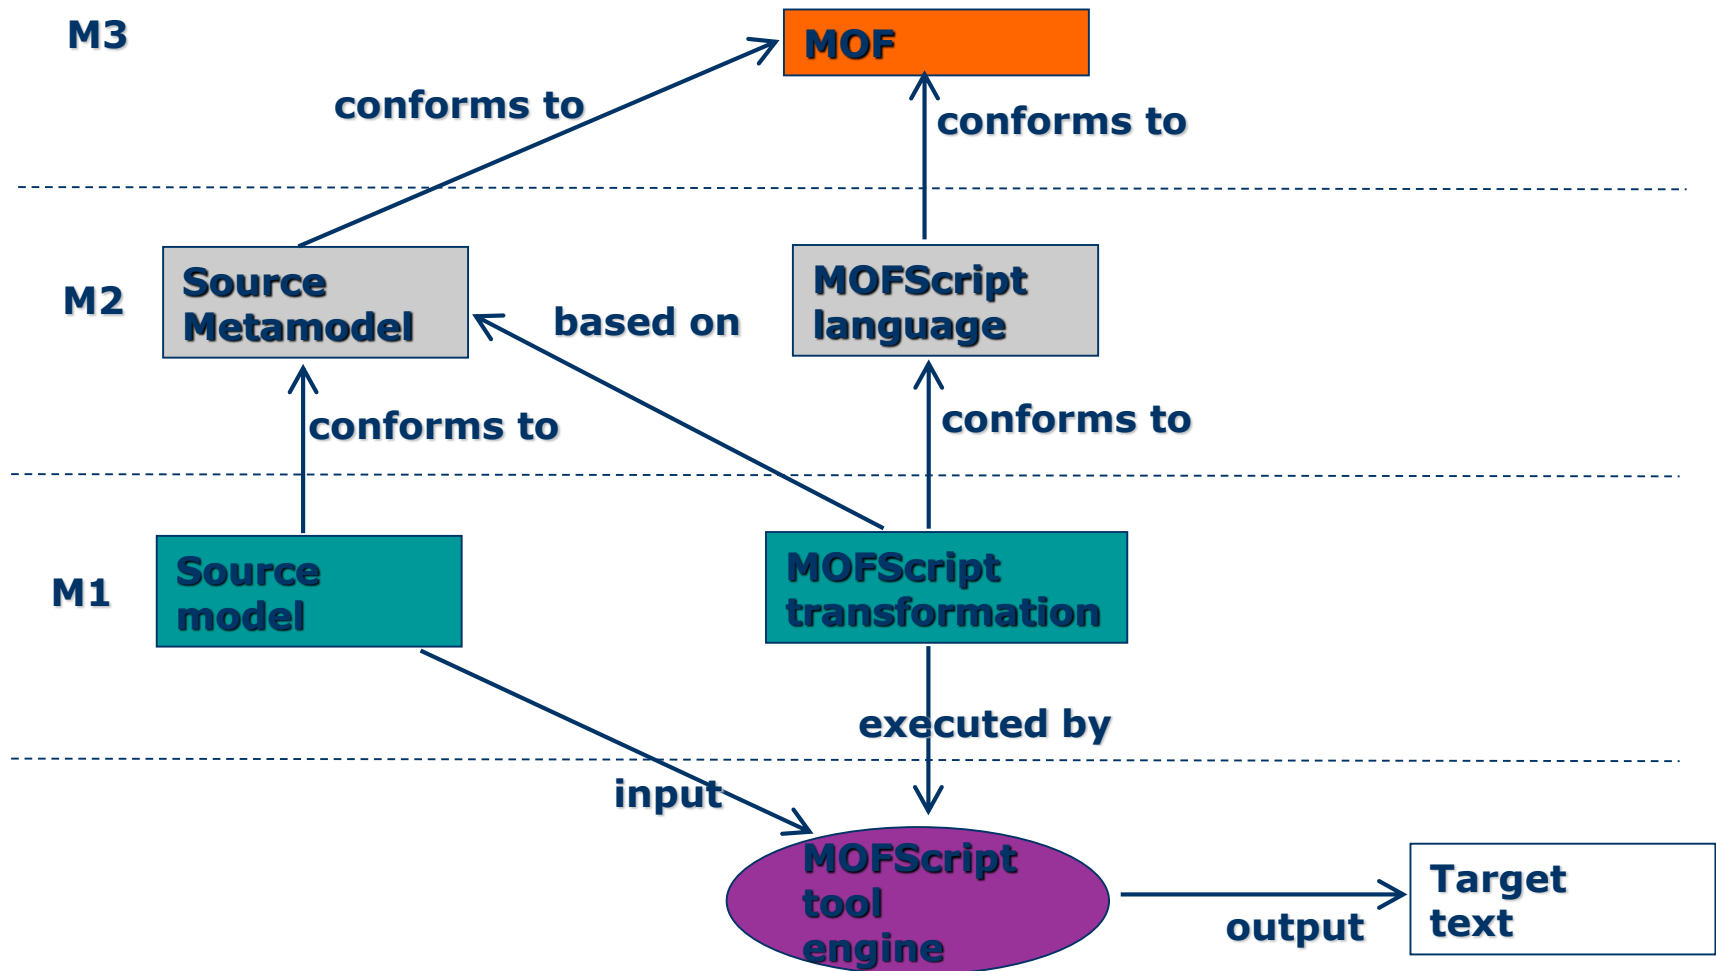 M3
MOF
conforms to
conforms to
M2
Source
Metamodel
based on
MOFScript
language
conforms to
conforms to
M1
Source
model
MOFScript
transformation
executed by
input
MOFScript
tool
engine
output
Target
text